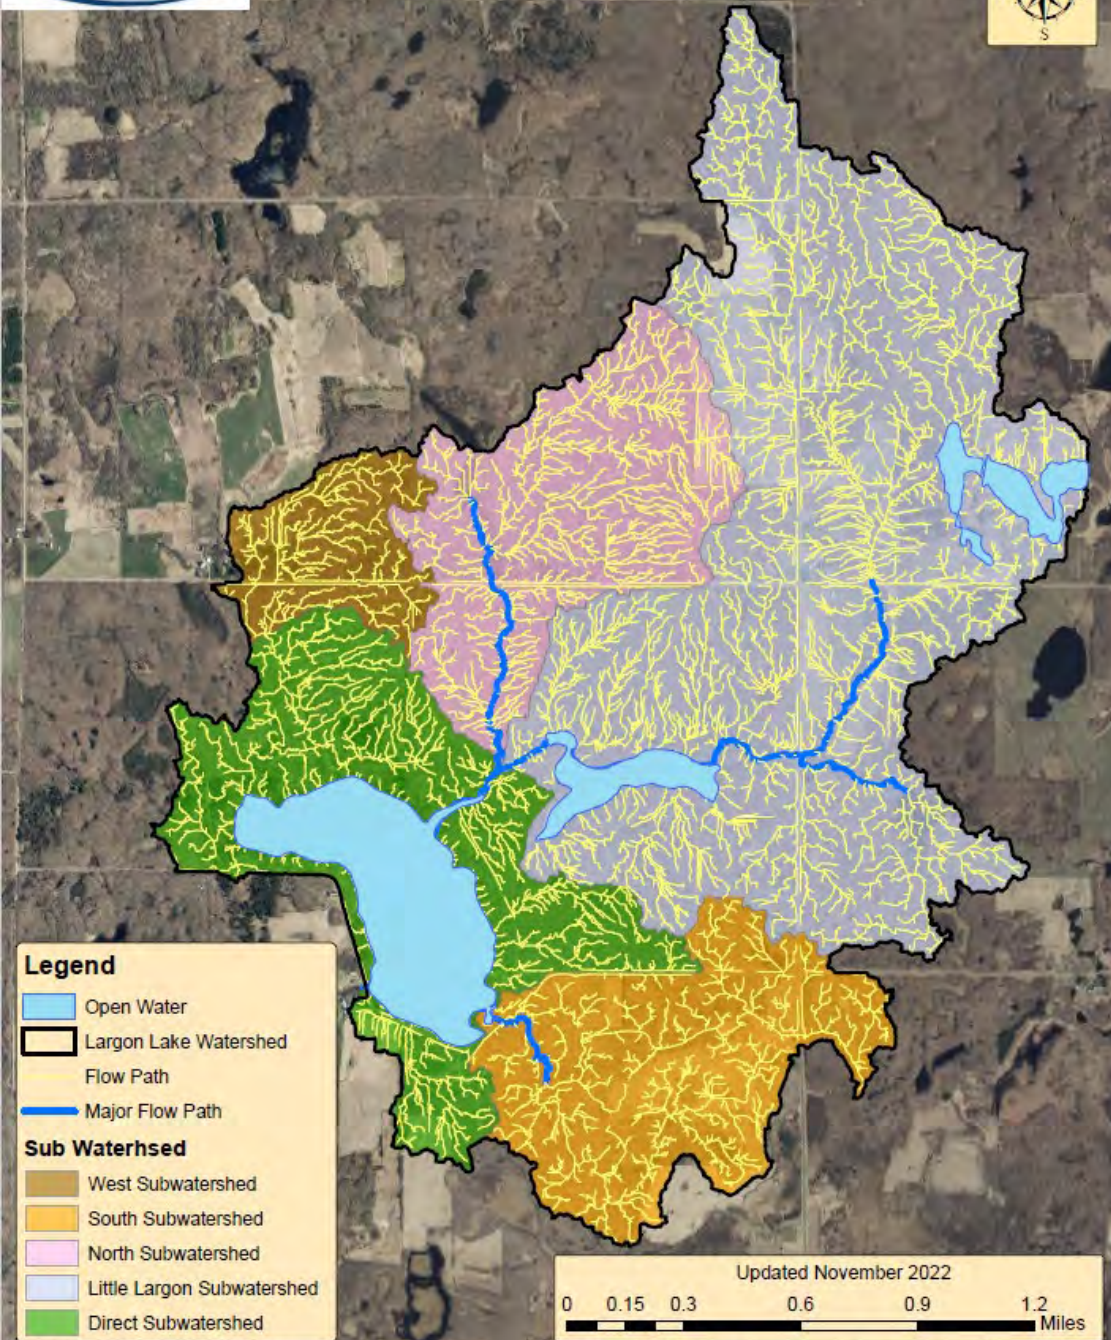 S
Legend
Open Water
Largon Lake Watershed
Flow Path
Major Flow Path
Sub Waterhsed
West Subwatershed
South Subwatershed
North Subwatershed
Little Largon Subwatershed
Direct Subwatershed
Updated November 2022
0 0.15 0.3 0.6 0.9 1.2
Miles